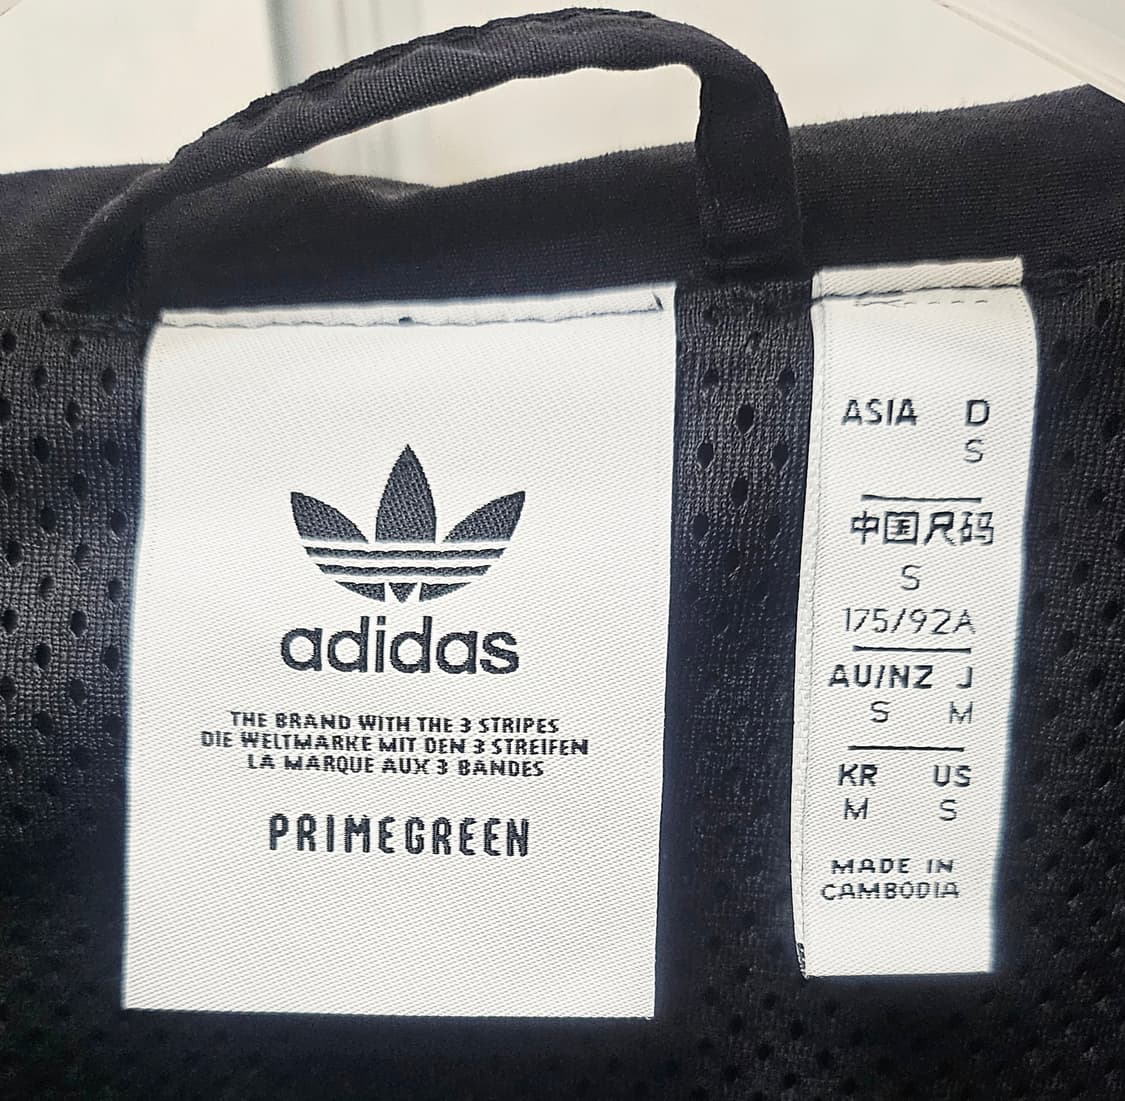 adidas
THE BRAND WITH THE 3 STRIPES
DIE WELTMARKE MIT DEN 3 STREIFEN
LA MARQUE AUX 3 BANDES
PRIMEGREEN
ASIA D
S
中国尺码
S
175/92A
AU/NZ J
S M
KR US
M S
MADE IN
CAMBODIA